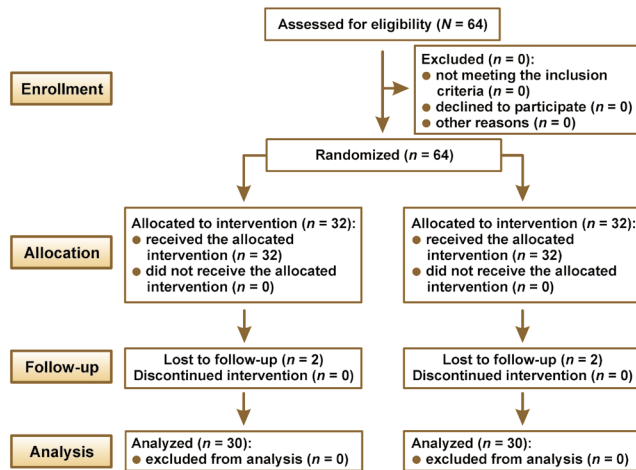 Assessed for eligibility (N = 64)
Enrollment
Excluded (n = 0):
● not meeting the inclusion
criteria (n = 0)
● declined to participate (n = 0)
● other reasons (n = 0)
Randomized (n = 64)
Allocation
Allocated to intervention (n = 32):
● received the allocated
intervention (n = 32)
● did not receive the allocated
intervention (n = 0)
Allocated to intervention (n = 32):
● received the allocated
intervention (n = 32)
● did not receive the allocated
intervention (n = 0)
Follow-up
Lost to follow-up (n = 2)
Discontinued intervention (n = 0)
Lost to follow-up (n = 2)
Discontinued intervention (n = 0)
Analysis
Analyzed (n = 30):
● excluded from analysis (n = 0)
Analyzed (n = 30):
● excluded from analysis (n = 0)